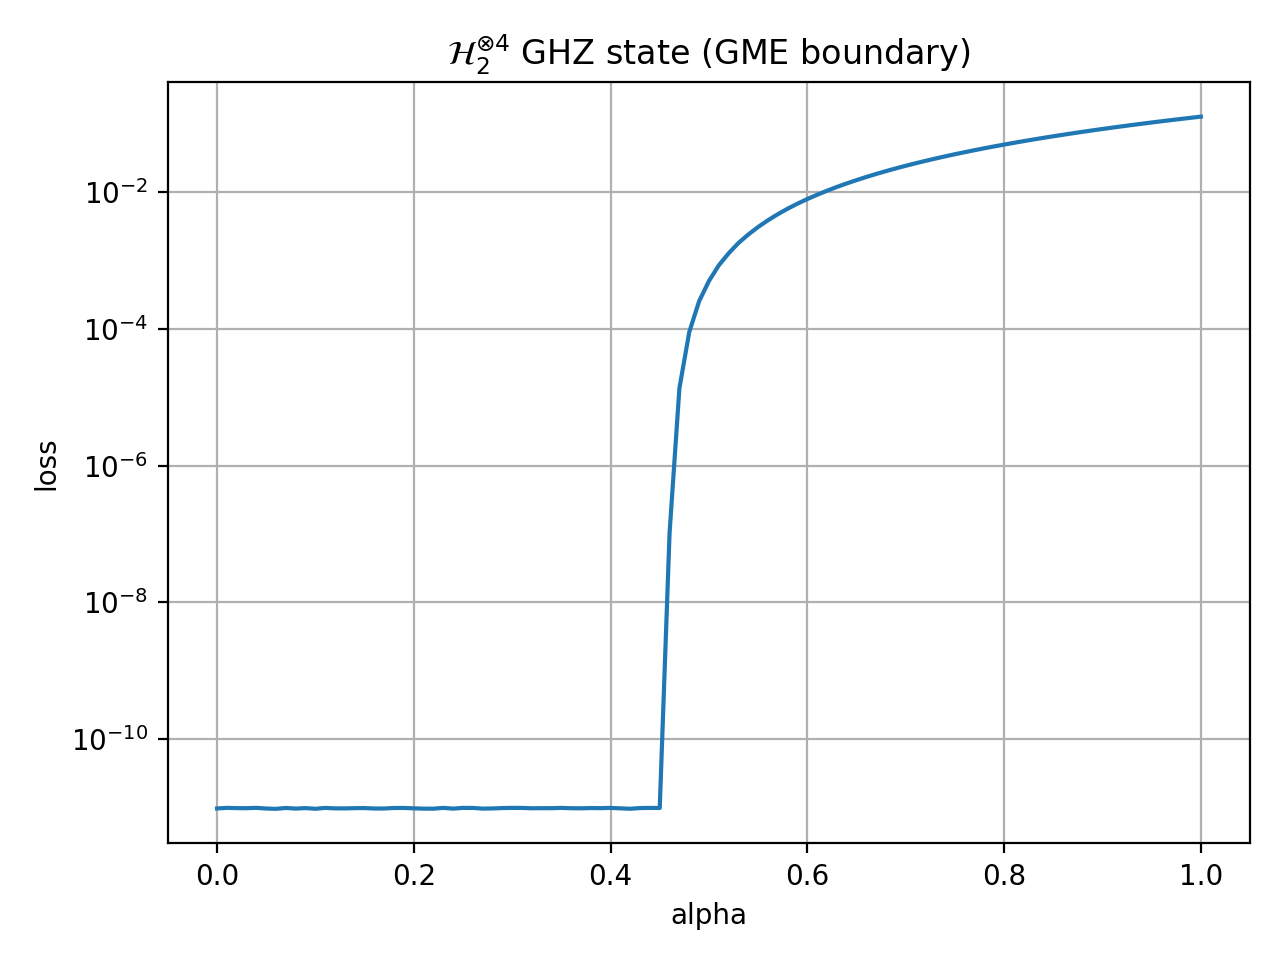 $\mathcal{H}_2^{\otimes 4}$ GHZ state (GME boundary)
10⁻²
10⁻⁴
10⁻⁶
10⁻⁸
10⁻¹⁰
loss
0.0 0.2 0.4 0.6 0.8 1.0
alpha